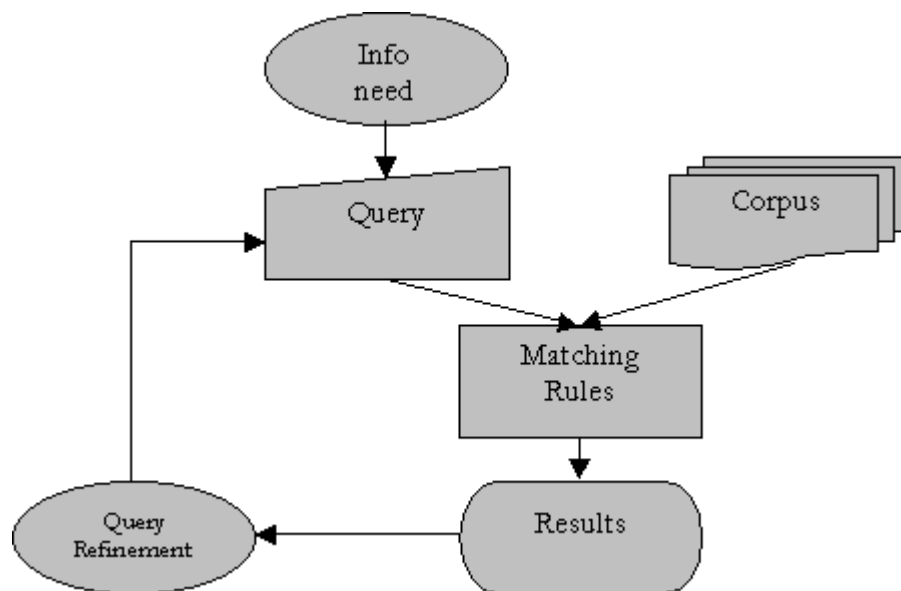 Info
need
Query
Corpus
Matching
Rules
Results
Query
Refinement